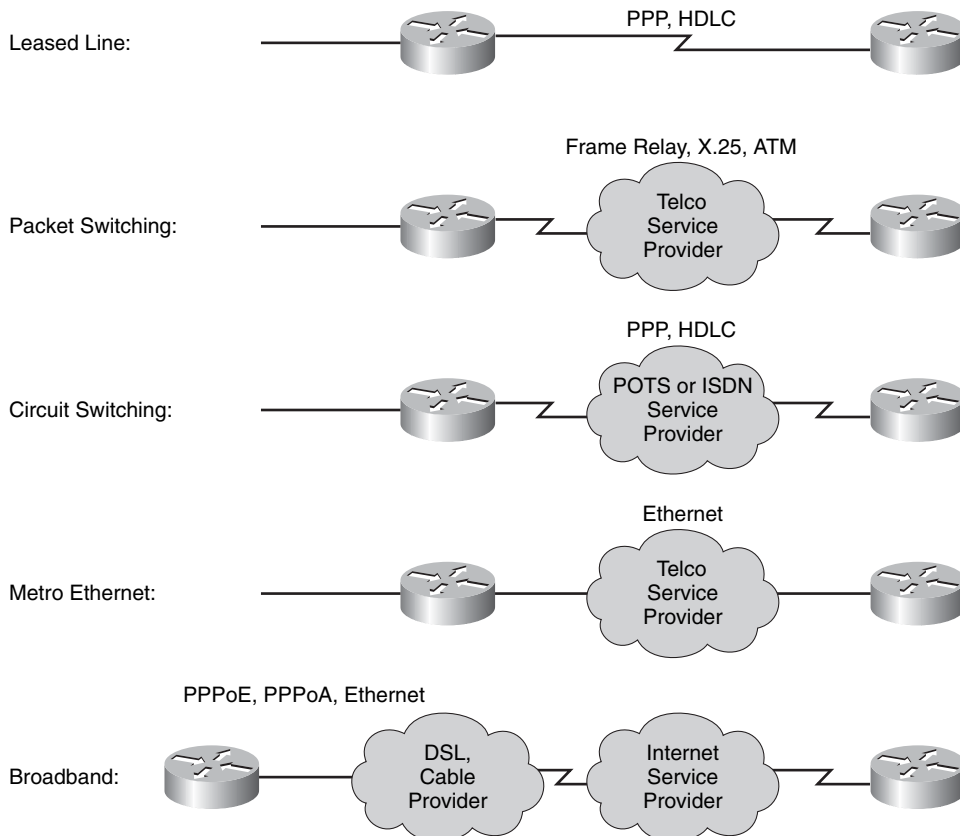 Leased Line:
PPP, HDLC
Packet Switching:
Frame Relay, X.25, ATM
Telco
Service
Provider
Circuit Switching:
PPP, HDLC
POTS or ISDN
Service
Provider
Metro Ethernet:
Ethernet
Telco
Service
Provider
Broadband:
PPPoE, PPPoA, Ethernet
DSL,
Cable
Provider
Internet
Service
Provider